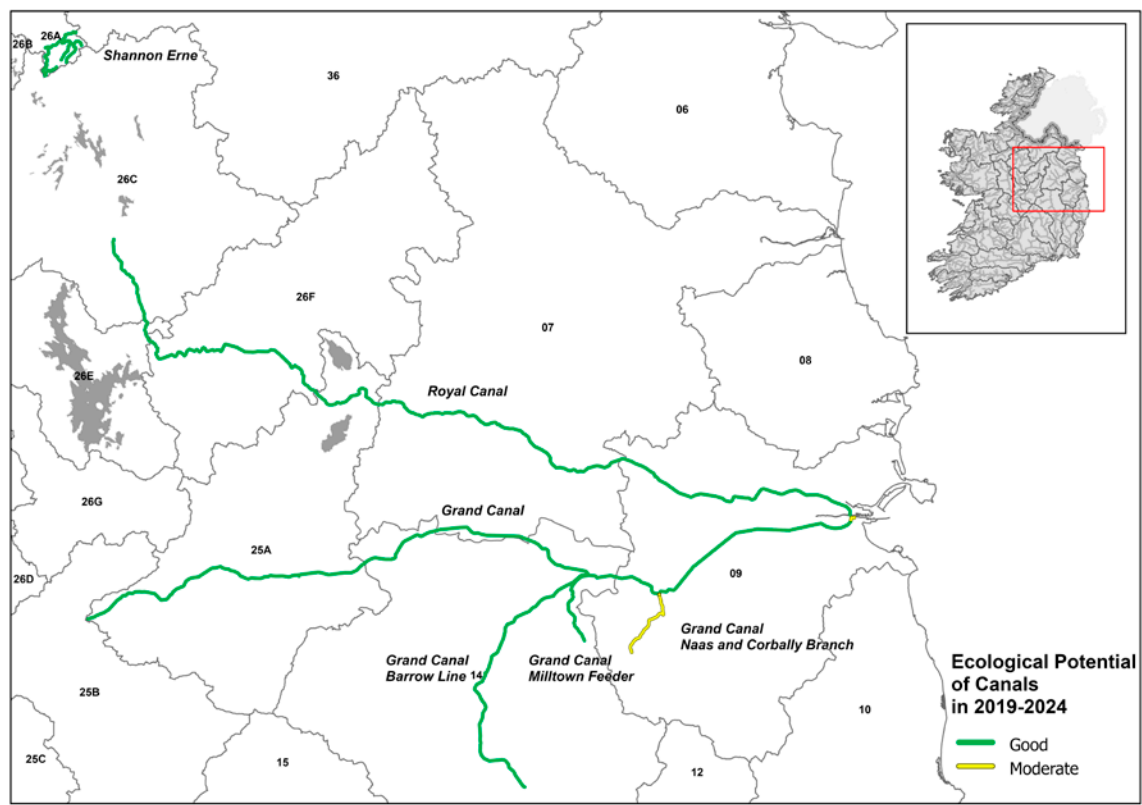 26B
26A
Shannon Erne
36
06
26C
26F
07
08
26E
Royal Canal
26G
Grand Canal
25A
26D
09
Grand Canal
Naas and Corbally Branch
Grand Canal
Barrow Line 14
Grand Canal
Milltown Feeder
25B
10
25C
15
12
Ecological Potential
of Canals
in 2019-2024
Good
Moderate